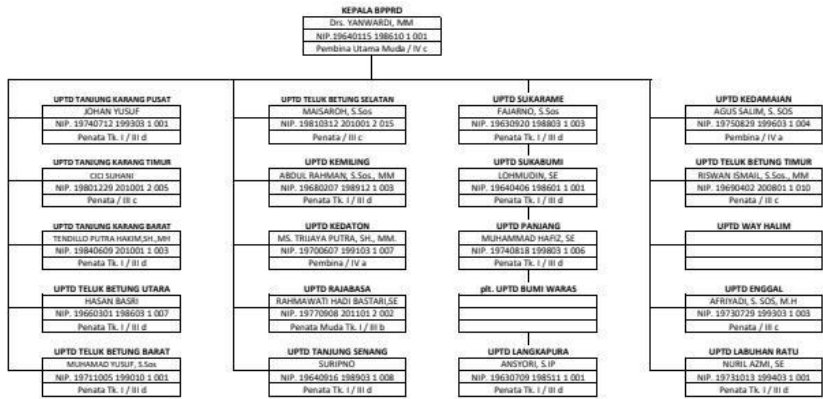 KEPALA BPPRD
Drs. YANWARDI, MM
NIP.19640115 198610 1 001
Pembina Utama Muda / IV c
UPTD TANJUNG KARANG PUSAT
JOHAN YUSUF
NIP. 19740712 199303 1 001
Penata Tk. I / III d
UPTD TANJUNG KARANG TIMUR
CICI SUHANI
NIP. 19801229 201001 2 005
Penata / III c
UPTD TANJUNG KARANG BARAT
TENDILLO PUTRA HAKIM,SH.,MH
NIP. 19840609 201001 1 003
Penata Tk. I / III d
UPTD TELUK BETUNG UTARA
HASAN BASRI
NIP. 19660301 198603 1 007
Penata Tk. I / III d
UPTD TELUK BETUNG BARAT
MUHAMAD YUSUF, S.Sos
NIP. 19711005 199010 1 001
Penata Tk. I / III d
UPTD TELUK BETUNG SELATAN
MAISAROH, S.Sos
NIP. 19810312 201001 2 015
Penata / III c
UPTD KEMILING
ABDUL RAHMAN, S.Sos., MM
NIP. 19680207 198912 1 003
Penata Tk. I / III d
UPTD KEDATON
MS. TRIJAYA PUTRA, SH., MM.
NIP. 19700607 199103 1 007
Pembina / IV a
UPTD RAJABASA
RAHMAWATI HADI BASTARI,SE
NIP. 19770908 201101 2 002
Penata Muda Tk. I / III b
UPTD TANJUNG SENANG
SURIPNO
NIP. 19640916 198903 1 008
Penata Tk. I / III d
UPTD SUKARAME
FAJARNO, S.Sos
NIP. 19630920 198803 1 003
Penata Tk. I / III d
UPTD SUKABUMI
LOHMUDIN, SE
NIP. 19640406 198601 1 001
Penata Tk. I / III d
UPTD PANJANG
MUHAMMAD HAFIZ, SE
NIP. 19740818 199803 1 006
Penata Tk. I / III d
plt. UPTD BUMI WARAS
UPTD LANGKAPURA
ANSYORI, S.IP
NIP. 19630709 198511 1 001
Penata Tk. I / III d
UPTD KEDAMAIAN
AGUS SALIM, S. SOS
NIP. 19750829 199603 1 004
Pembina / IV a
UPTD TELUK BETUNG TIMUR
RISWAN ISMAIL, S.Sos., MM
NIP. 19690402 200801 1 010
Penata / III c
UPTD WAY HALIM
UPTD ENGGAL
AFRIYADI, S. SOS, M.H
NIP. 19730729 199303 1 003
Penata / III c
UPTD LABUHAN RATU
NURIL AZMI, SE
NIP. 19731013 199403 1 001
Penata Tk. I / III d